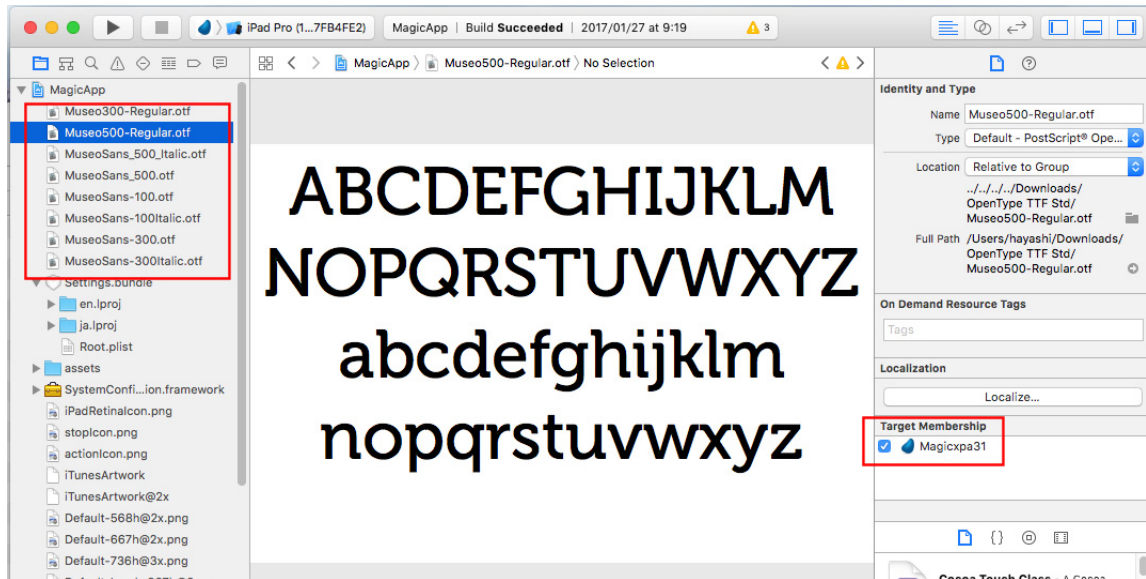 iPad Pro (1...7FB4FE2)
MagicApp | Build Succeeded | 2017/01/27 at 9:19
3
MagicApp
Museo500-Regular.otf
No Selection
MagicApp
Museo300-Regular.otf
Museo500-Regular.otf
MuseoSans_500_Italic.otf
MuseoSans_500.otf
MuseoSans-100.otf
MuseoSans-100Italic.otf
MuseoSans-300.otf
MuseoSans-300Italic.otf
Settings.bundle
en.lproj
ja.lproj
Root.plist
assets
SystemConfi...ion.framework
iPadRetinaIcon.png
stopIcon.png
actionIcon.png
iTunesArtwork
iTunesArtwork@2x
Default-568h@2x.png
Default-667h@2x.png
Default-736h@3x.png
ABCDEFGHIJKLM
NOPQRSTUVWXYZ
abcdefghijklm
nopqrstuvwxyz
Identity and Type
Name Museo500-Regular.otf
Type Default - PostScript® Ope...
Location Relative to Group
../../../../Downloads/
OpenType TTF Std/
Museo500-Regular.otf
Full Path /Users/hayashi/Downloads/
OpenType TTF Std/
Museo500-Regular.otf
On Demand Resource Tags
Tags
Localization
Localize...
Target Membership
Magicxpa31
{ }
Cocoa Touch Class - A Cocoa